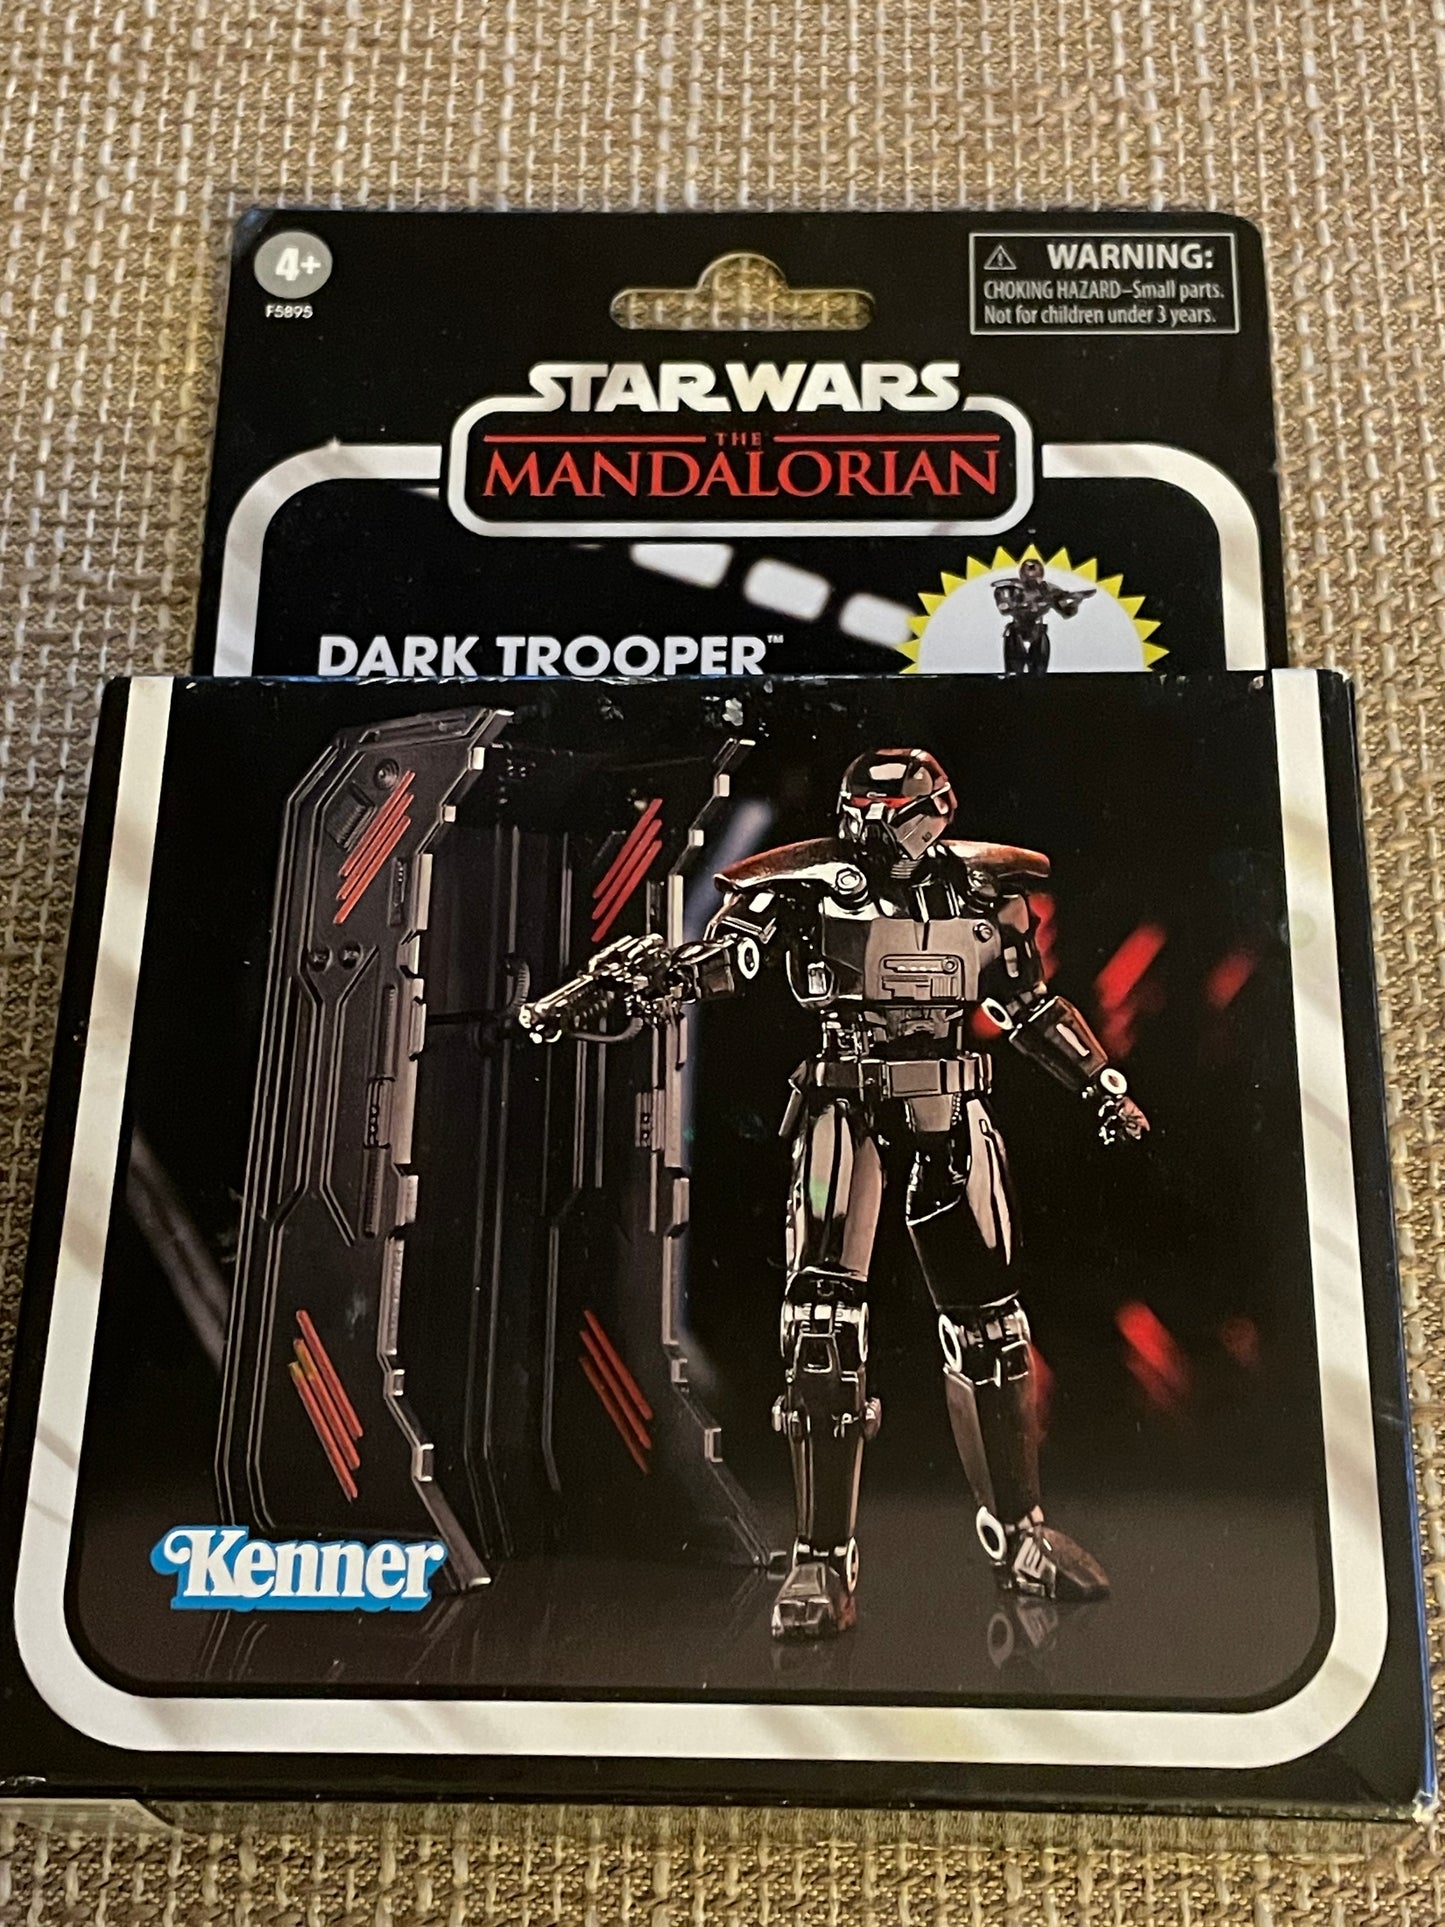 4+
F5895
WARNING:
CHOKING HAZARD–Small parts.
Not for children under 3 years.
STAR WARS
THE
MANDALORIAN
DARK TROOPER™
Kenner